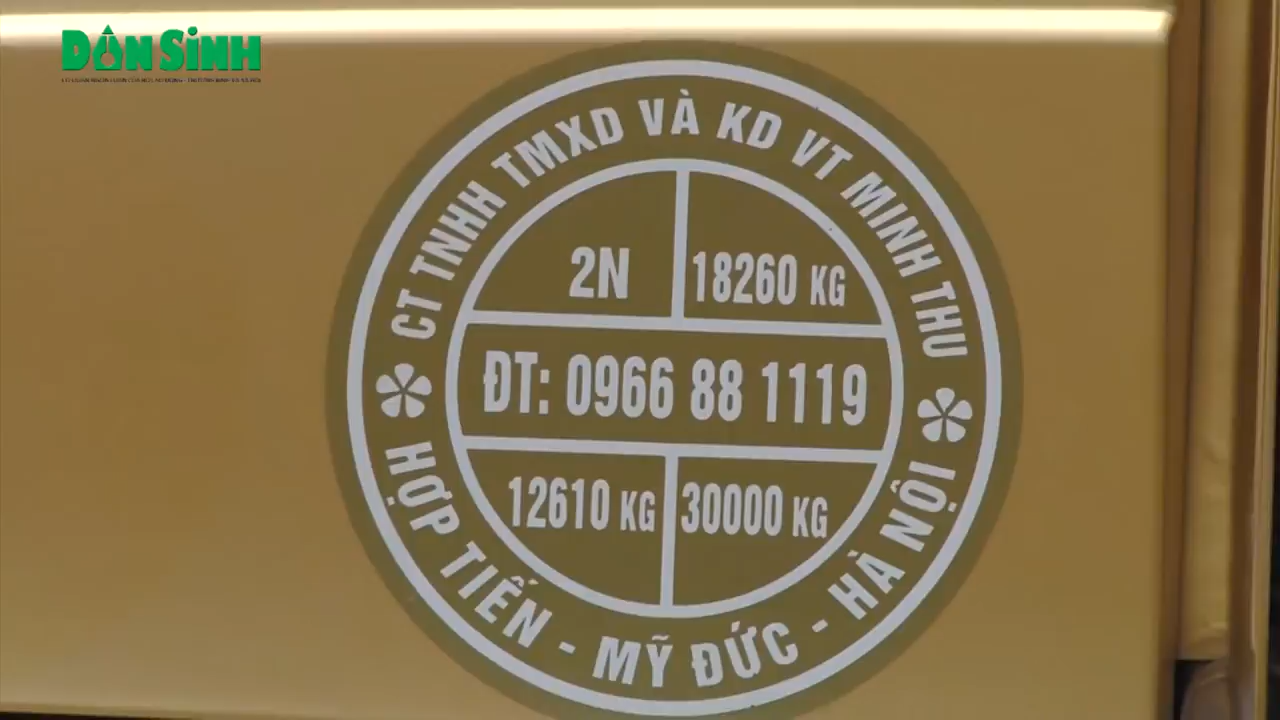 DÂN SINH
CT TNHH TMXD VÀ KD VT MINH THU
2N
18260 KG
ĐT: 0966 88 1119
12610 KG
30000 KG
HỢP TIẾN - MỸ ĐỨC - HÀ NỘI